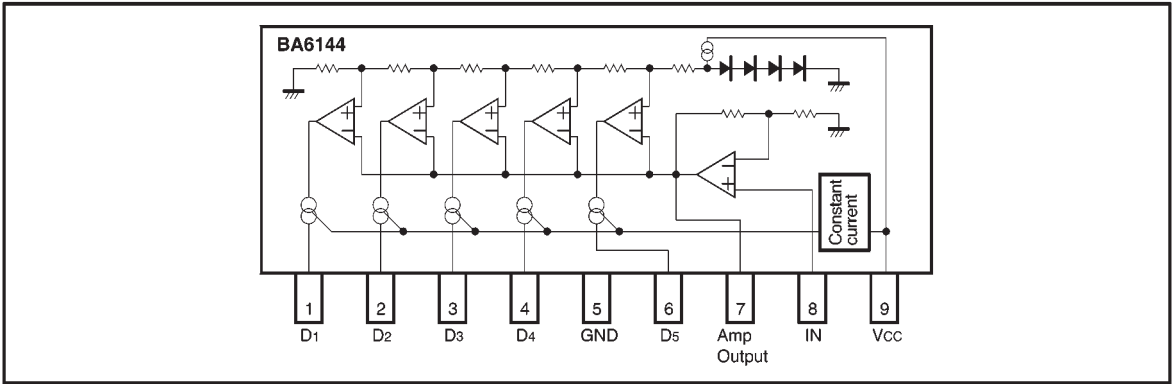 BA6144
+
−
+
−
+
−
+
−
+
−
−
+
Constant
current
1 2 3 4 5 6 7 8 9
D1 D2 D3 D4 GND D5 Amp IN VCC
Output